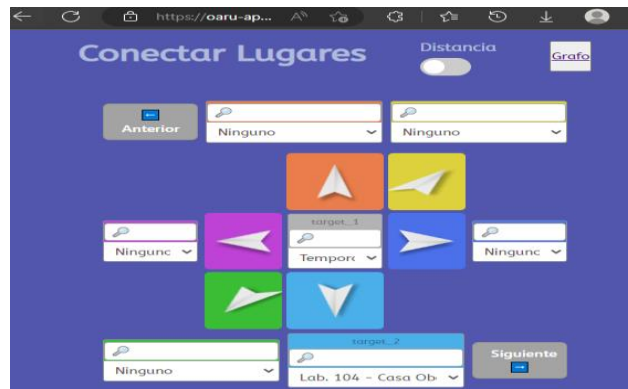 https://oaru-ap...
Conectar Lugares
Distancia
Grafo
Anterior
Ninguno
Ninguno
target_1
Ningunc
Tempore
Ningunc
target_2
Ninguno
Lab. 104 - Casa Ob
Siguiente